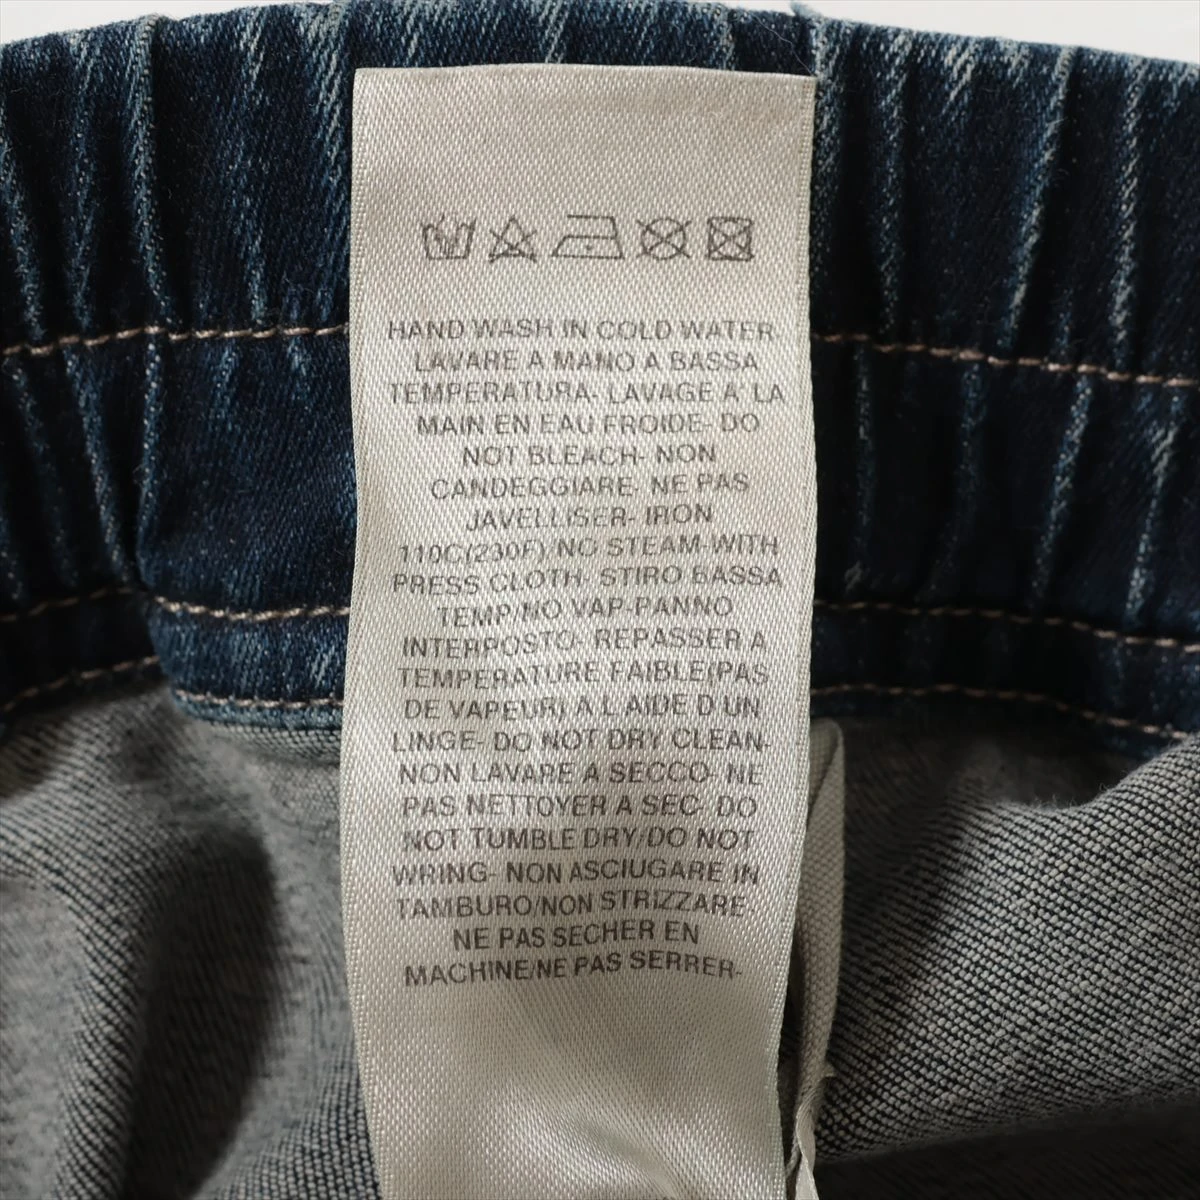 HAND WASH IN COLD WATER
LAVARE A MANO A BASSA
TEMPERATURA- LAVAGE A' LA
MAIN EN EAU FROIDE- DO
NOT BLEACH- NON
CANDEGGIARE- NE PAS
JAVELLISER- IRON
110C(230F)/NO STEAM-WITH
PRESS CLOTH- STIRO BASSA
TEMP/NO VAP-PANNO
INTERPOSTO- REPASSER A
TEMPERATURE FAIBLE(PAS
DE VAPEUR) A L AIDE D UN
LINGE- DO NOT DRY CLEAN-
NON LAVARE A SECCO- NE
PAS NETTOYER A SEC- DO
NOT TUMBLE DRY/DO NOT
WRING- NON ASCIUGARE IN
TAMBURO/NON STRIZZARE-
NE PAS SECHER EN
MACHINE/NE PAS SERRER-